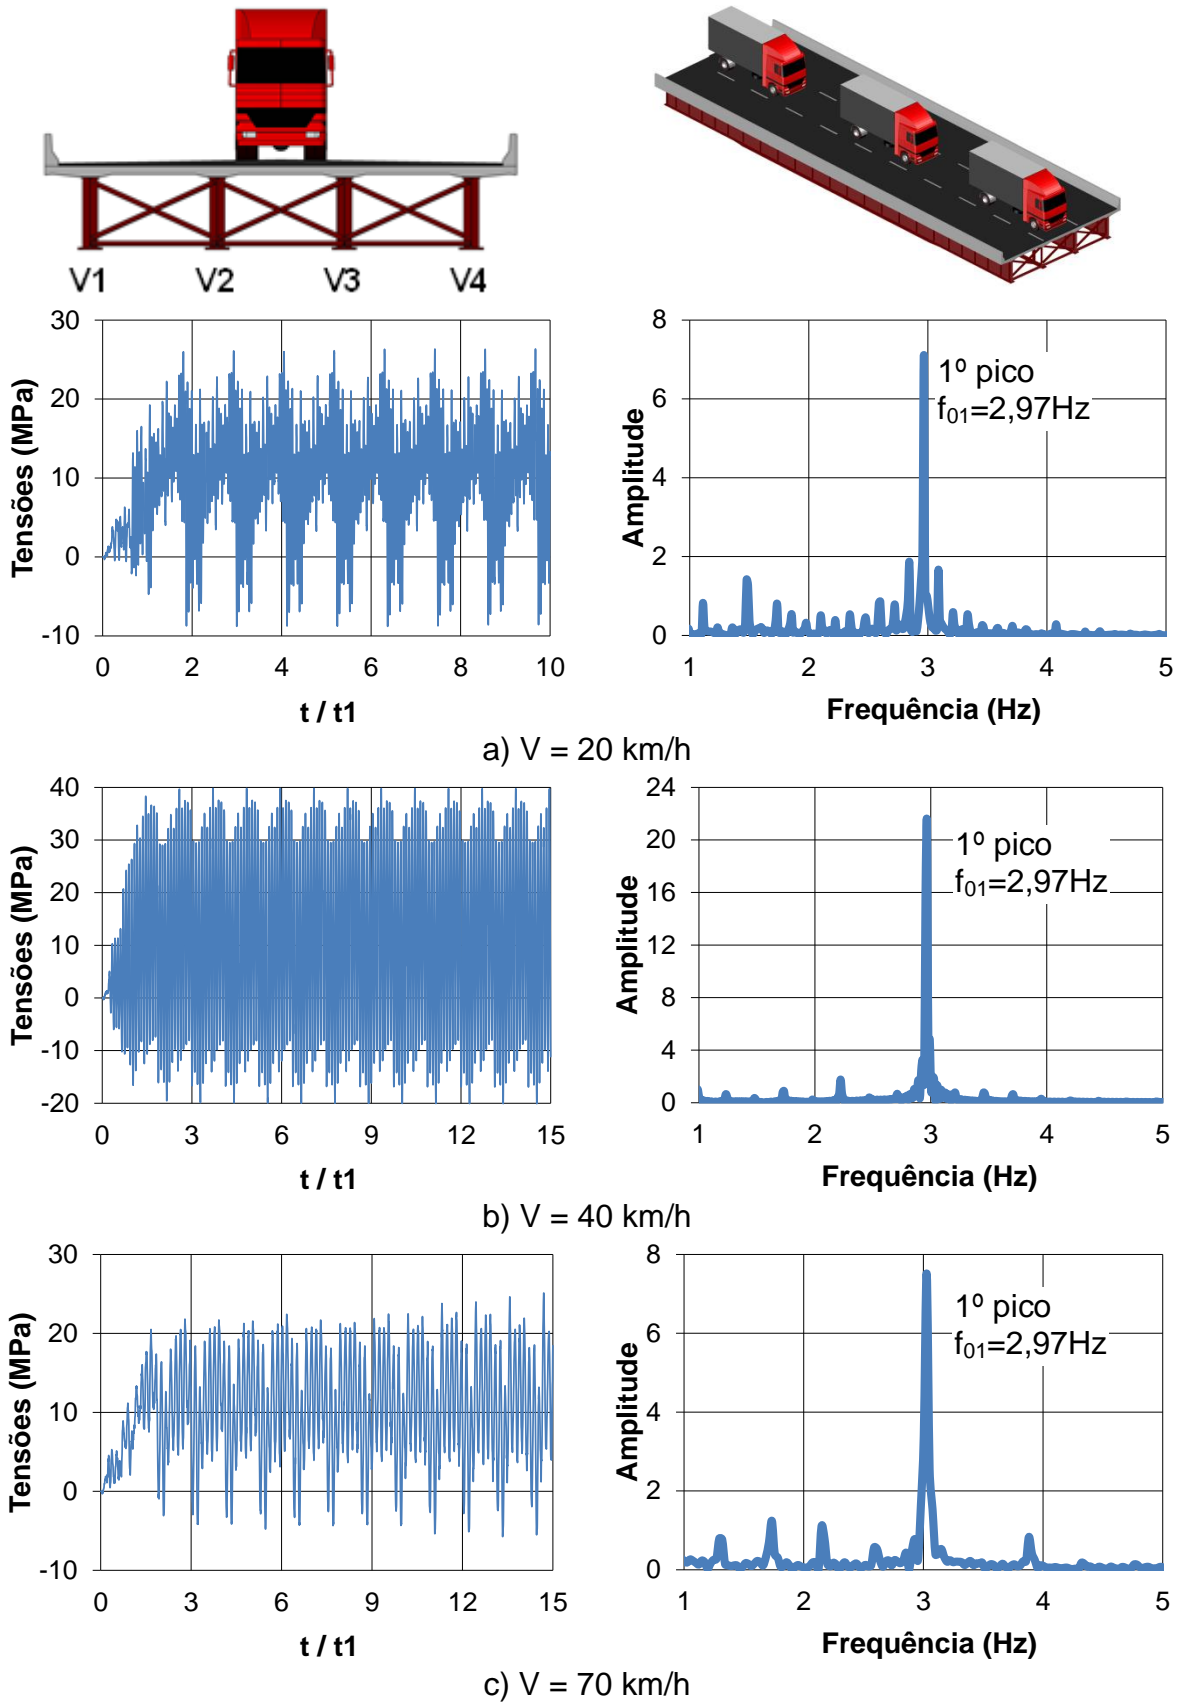 V1 V2 V3 V4
30
20
10
0
-10
Tensões (MPa)
0 2 4 6 8 10
t / t1
8
6
4
2
0
Amplitude
1º pico
f01=2,97Hz
1 2 3 4 5
Frequência (Hz)
a) V = 20 km/h
40
30
20
10
0
-10
-20
Tensões (MPa)
0 3 6 9 12 15
t / t1
24
20
16
12
8
4
0
Amplitude
1º pico
f01=2,97Hz
1 2 3 4 5
Frequência (Hz)
b) V = 40 km/h
30
20
10
0
-10
Tensões (MPa)
0 3 6 9 12 15
t / t1
8
6
4
2
0
Amplitude
1º pico
f01=2,97Hz
1 2 3 4 5
Frequência (Hz)
c) V = 70 km/h